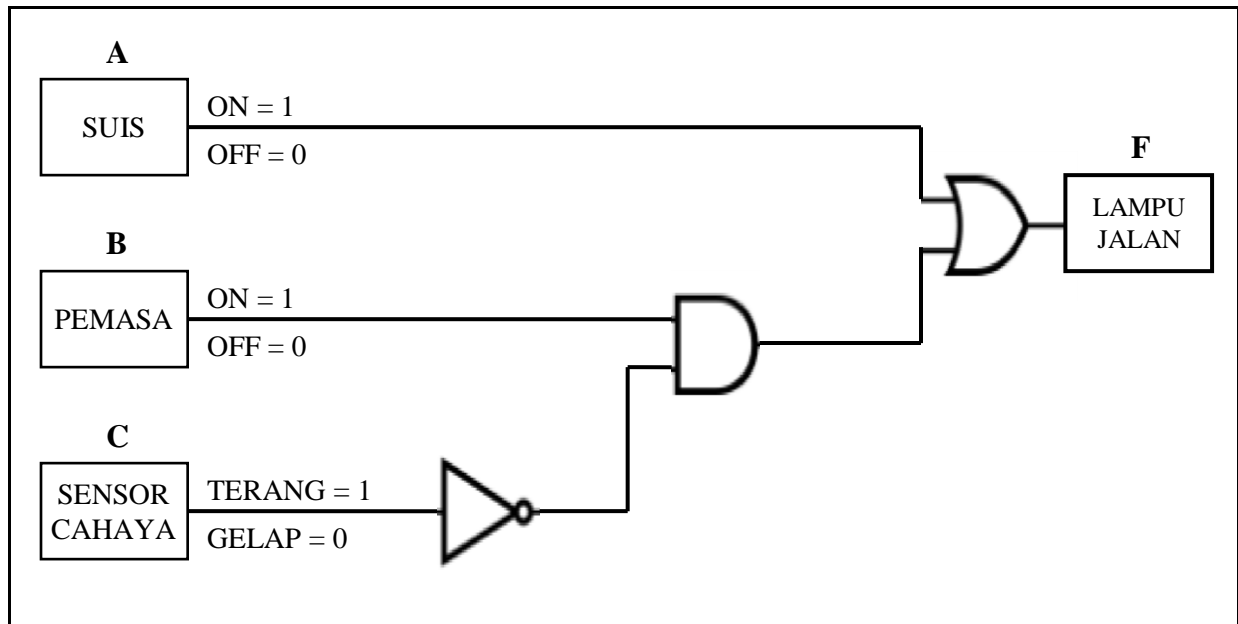 A
SUIS
ON = 1
OFF = 0
F
LAMPU
JALAN
B
PEMASA
ON = 1
OFF = 0
C
SENSOR
CAHAYA
TERANG = 1
GELAP = 0